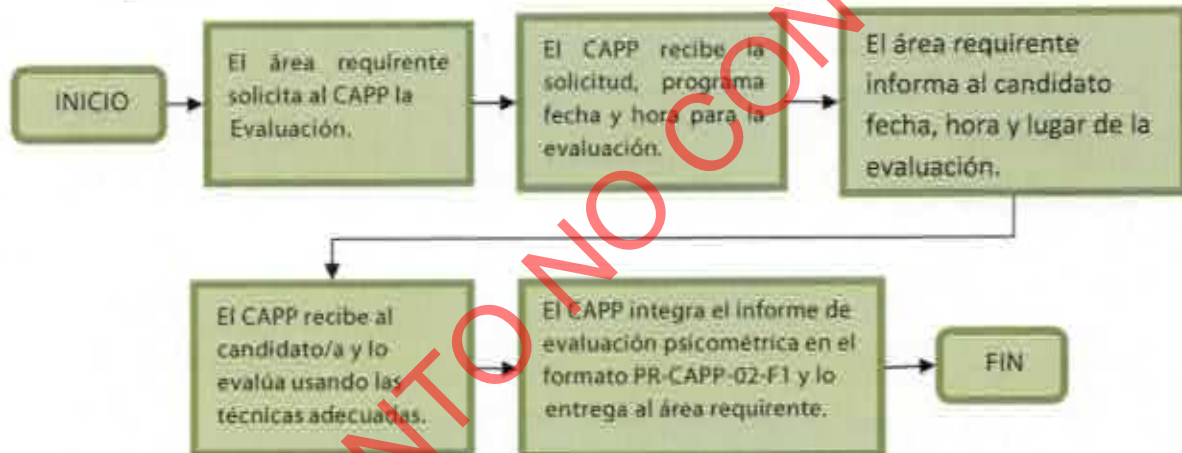 INICIO
El área requirente
solicita al CAPP la
Evaluación.
El CAPP recibe la
solicitud, programa
fecha y hora para la
evaluación.
El área requirente
informa al candidato
fecha, hora y lugar de la
evaluación.
El CAPP recibe al
candidato/a y lo
evalúa usando las
técnicas adecuadas.
El CAPP integra el informe de
evaluación psicométrica en el
formato PR-CAPP-02-F1 y lo
entrega al área requirente.
FIN
NTO NO CON